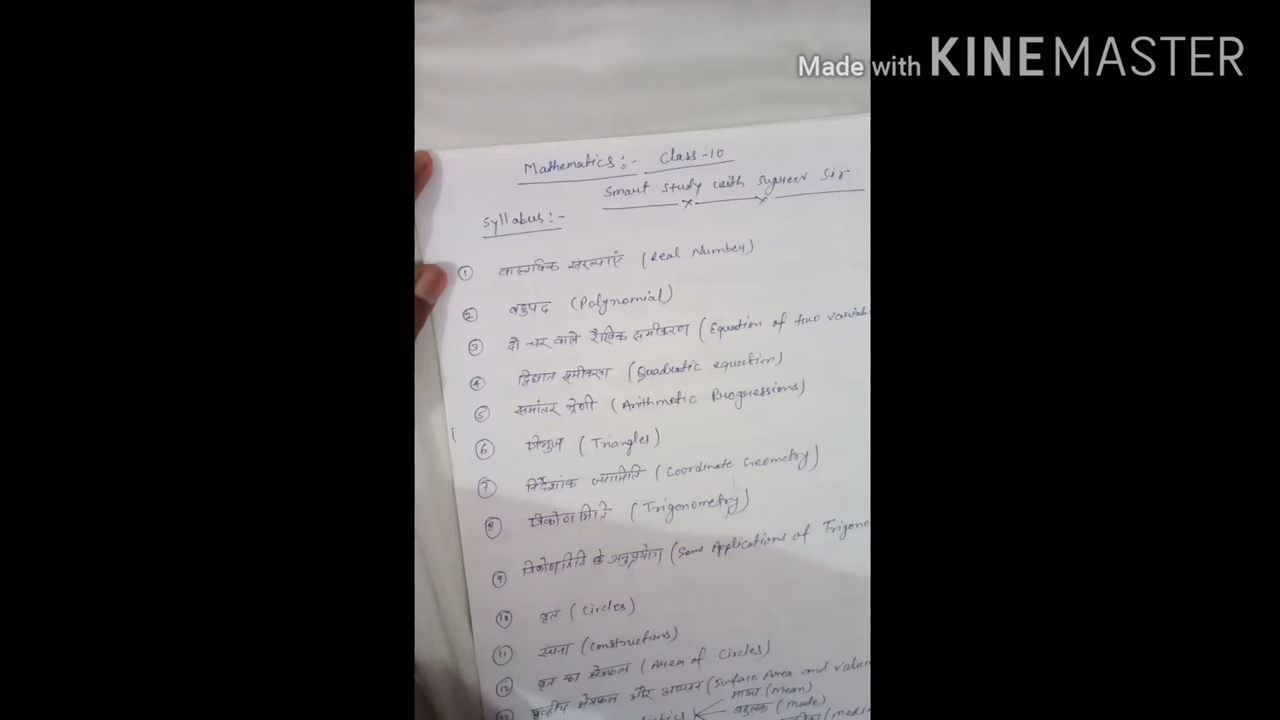 Made with KINEMASTER
Mathematics :- Class-10
Smart Study with Sir
Syllabus :-
① वास्तविक संख्याएं (Real Number)
② बहुपद (Polynomial)
③ दो चर वाले रैखिक समीकरण (Equation of two variab
④ द्विघात समीकरण (Quadratic equation)
⑤ समांतर श्रेणी (Arithmetic Progressions)
⑥ त्रिभुज (Triangles)
⑦ निर्देशांक ज्यामिति (Coordinate Geometry)
⑧ त्रिकोणमिति (Trigonometry)
⑨ त्रिकोणमिति के अनुप्रयोग (Some Applications of Trigono
⑩ वृत (Circles)
⑪ रचना (Constructions)
⑫ वृत का क्षेत्रफल (Area of Circles)
⑬ पृष्ठीय क्षेत्रफल और आयतन (Surface Area and Volum
माध्य (Mean)
बहुलक (Mode)
(Medi